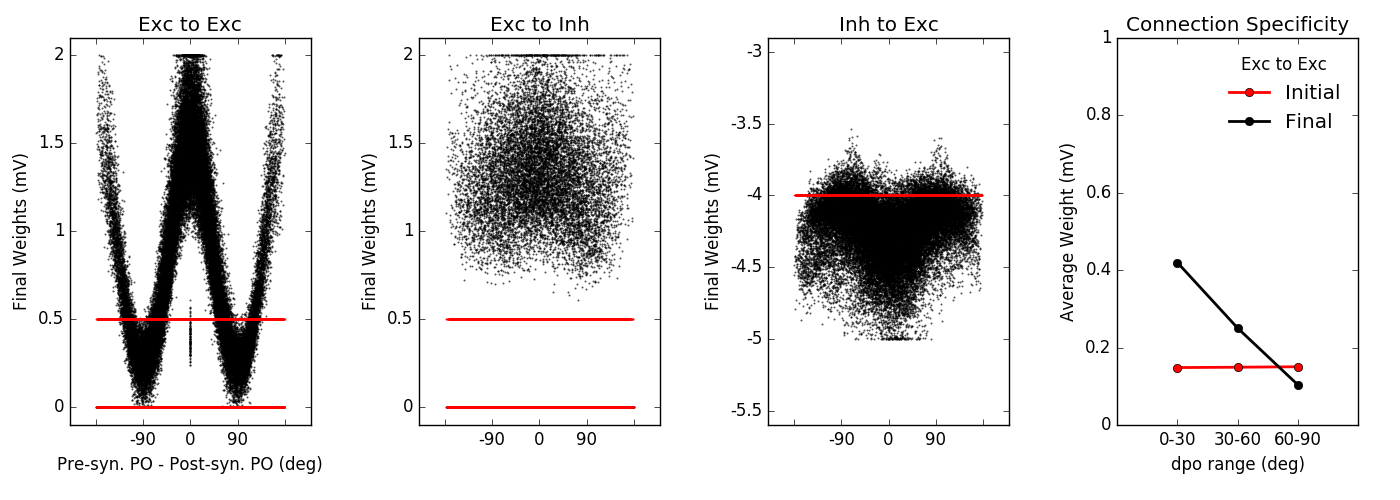 Exc to Exc
Final Weights (mV)
2
1.5
1
0.5
0
-90 0 90
Pre-syn. PO - Post-syn. PO (deg)
Exc to Inh
Final Weights (mV)
2
1.5
1
0.5
0
-90 0 90
Inh to Exc
Final Weights (mV)
-3
-3.5
-4
-4.5
-5
-5.5
-90 0 90
Connection Specificity
Average Weight (mV)
1
0.8
0.6
0.4
0.2
0
Exc to Exc
Initial
Final
0-30 30-60 60-90
dpo range (deg)